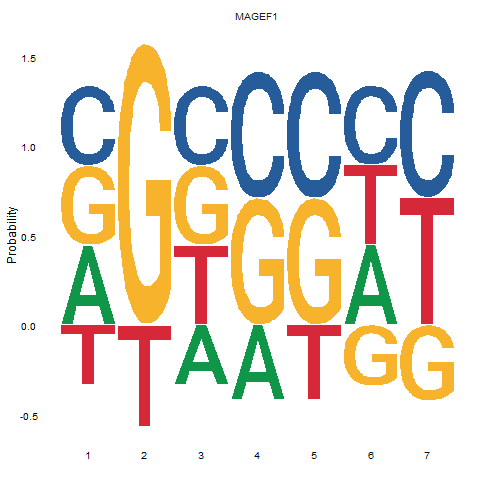 MAGEF1
1.5
1.0
0.5
0.0
-0.5
Probability
C G C C C C C
G G G G T T
A T A
T T A A T G G
1 2 3 4 5 6 7